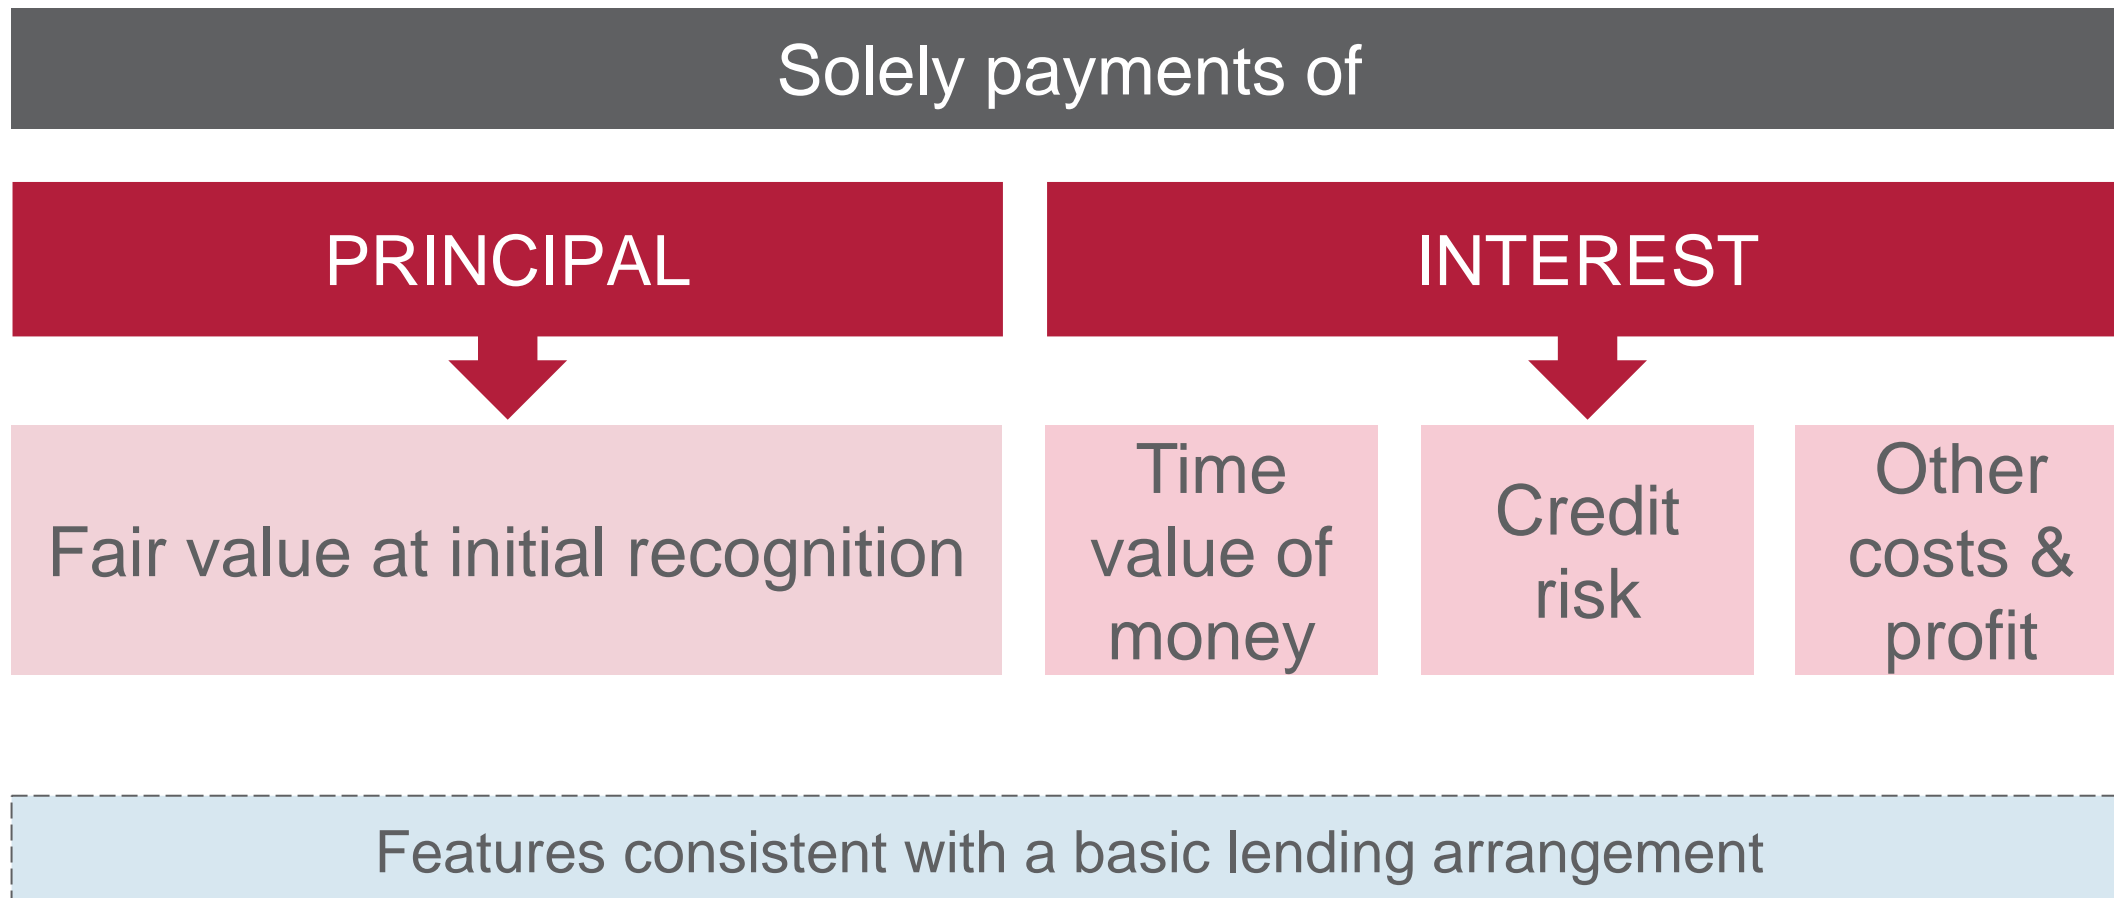 Solely payments of
PRINCIPAL
INTEREST
Fair value at initial recognition
Time
value of
money
Credit
risk
Other
costs &
profit
Features consistent with a basic lending arrangement